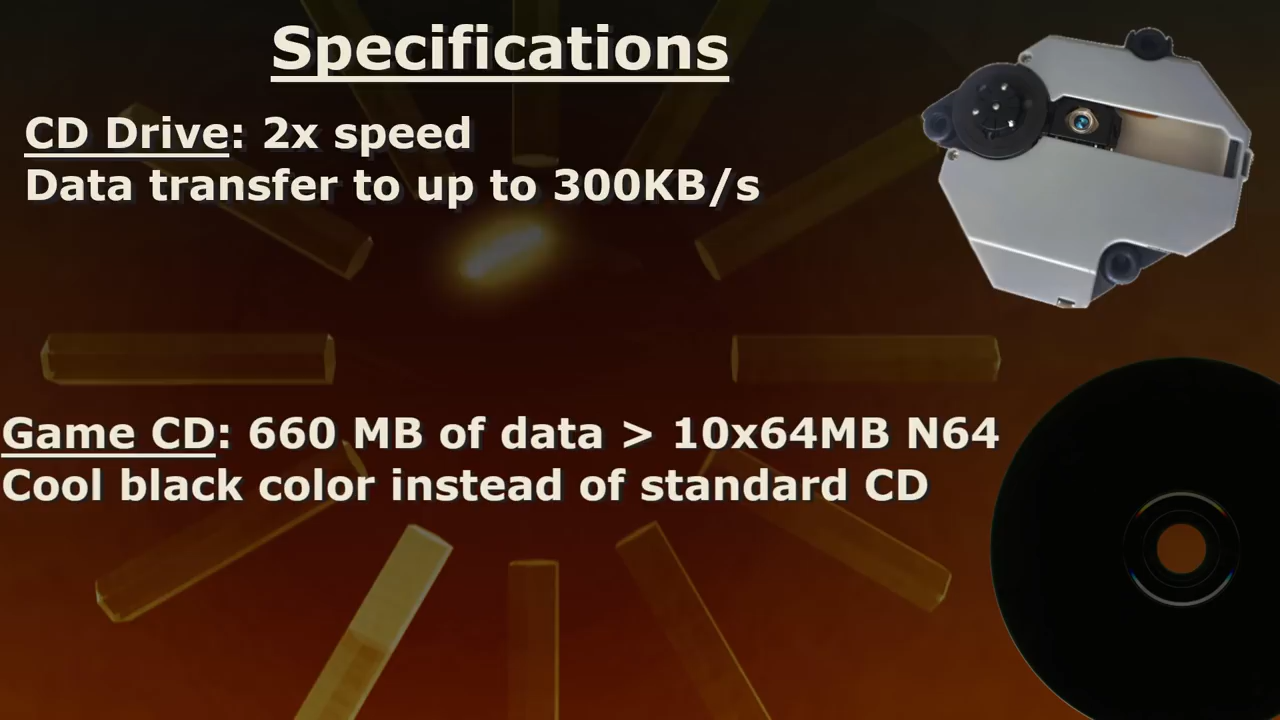 Specifications
CD Drive: 2x speed
Data transfer to up to 300KB/s
Game CD: 660 MB of data > 10x64MB N64
Cool black color instead of standard CD